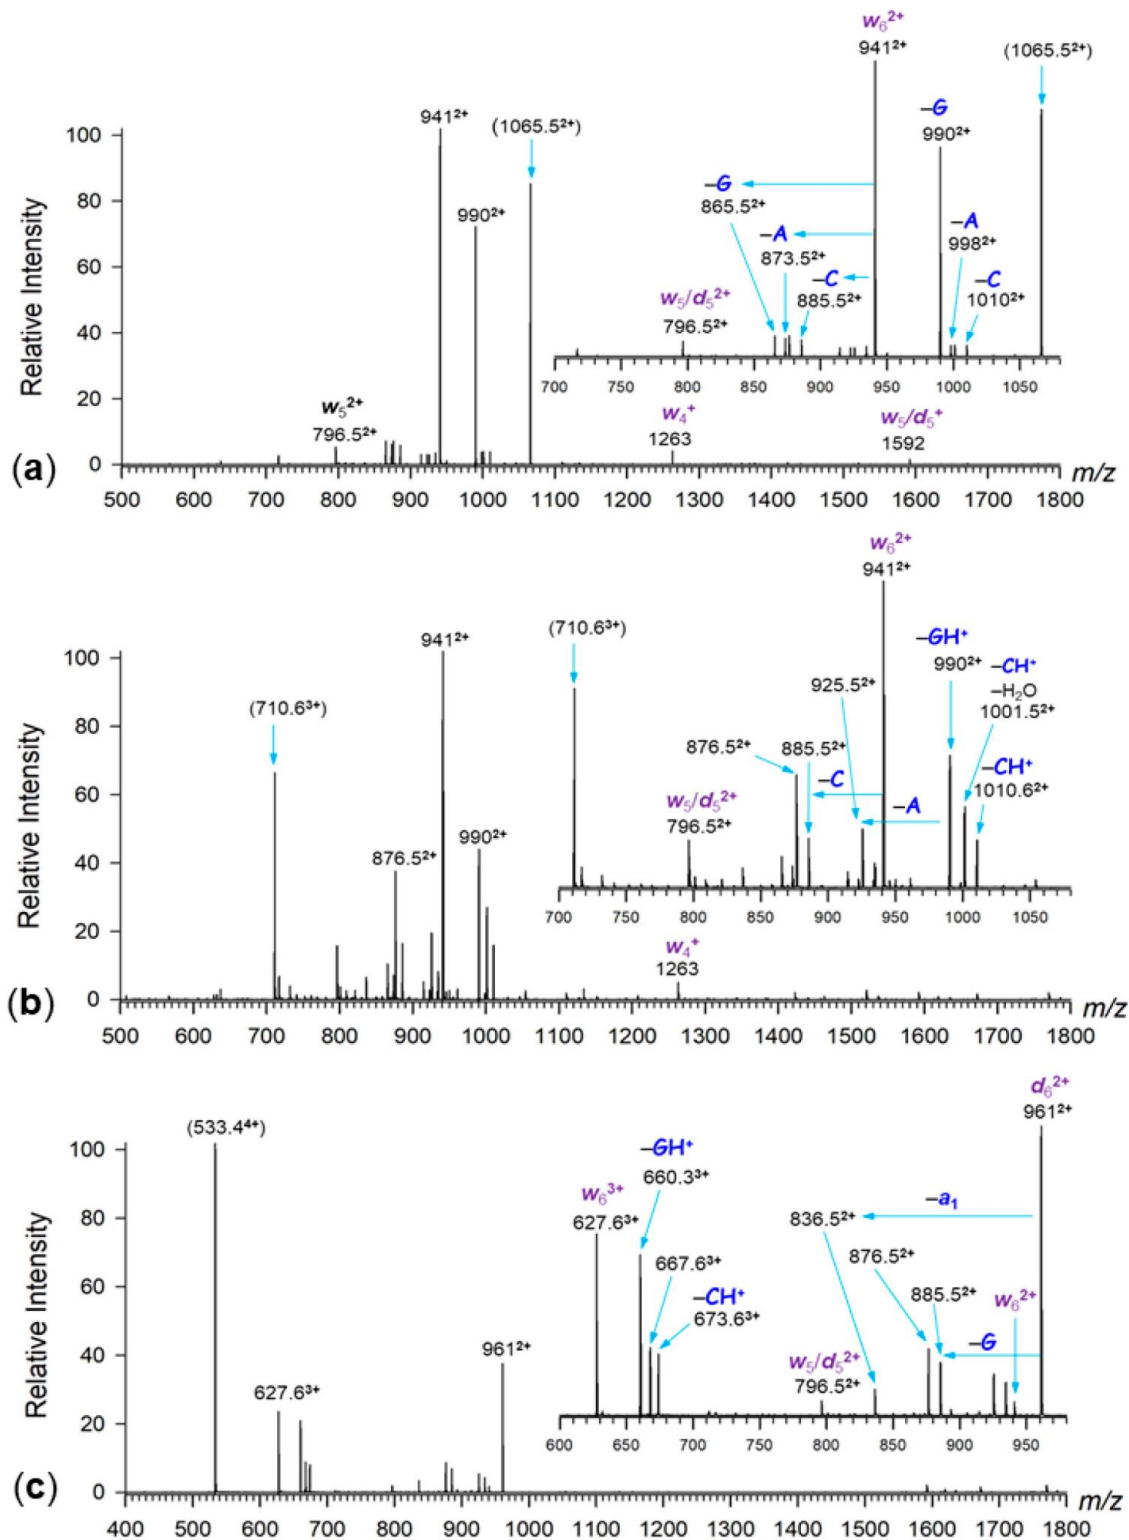 w₆²⁺
941²⁺
(1065.5²⁺)
–G
990²⁺
–G
865.5²⁺
–A
873.5²⁺
–C
885.5²⁺
–A
998²⁺
–C
1010²⁺
w₅/d₅²⁺
796.5²⁺
700 750 800 850 900 950 1000 1050
941²⁺
(1065.5²⁺)
990²⁺
w₅²⁺
796.5²⁺
w₄⁺
1263
w₅/d₅⁺
1592
Relative Intensity
100
80
60
40
20
0
(a)
500 600 700 800 900 1000 1100 1200 1300 1400 1500 1600 1700 1800
m/z
w₆²⁺
941²⁺
(710.6³⁺)
–GH⁺
990²⁺
–CH⁺
–H₂O
1001.5²⁺
925.5²⁺
876.5²⁺
885.5²⁺
–C
–CH⁺
1010.6²⁺
–A
w₅/d₅²⁺
796.5²⁺
700 750 800 850 900 950 1000 1050
941²⁺
(710.6³⁺)
876.5²⁺
990²⁺
w₄⁺
1263
Relative Intensity
100
80
60
40
20
0
(b)
500 600 700 800 900 1000 1100 1200 1300 1400 1500 1600 1700 1800
m/z
d₆²⁺
961²⁺
–GH⁺
660.3³⁺
w₆³⁺
627.6³⁺
–a₁
836.5²⁺
667.6³⁺
876.5²⁺
–CH⁺
673.6³⁺
885.5²⁺
w₆²⁺
–G
w₅/d₅²⁺
796.5²⁺
600 650 700 750 800 850 900 950
(533.4⁴⁺)
961²⁺
627.6³⁺
Relative Intensity
100
80
60
40
20
0
(c)
400 500 600 700 800 900 1000 1100 1200 1300 1400 1500 1600 1700 1800
m/z